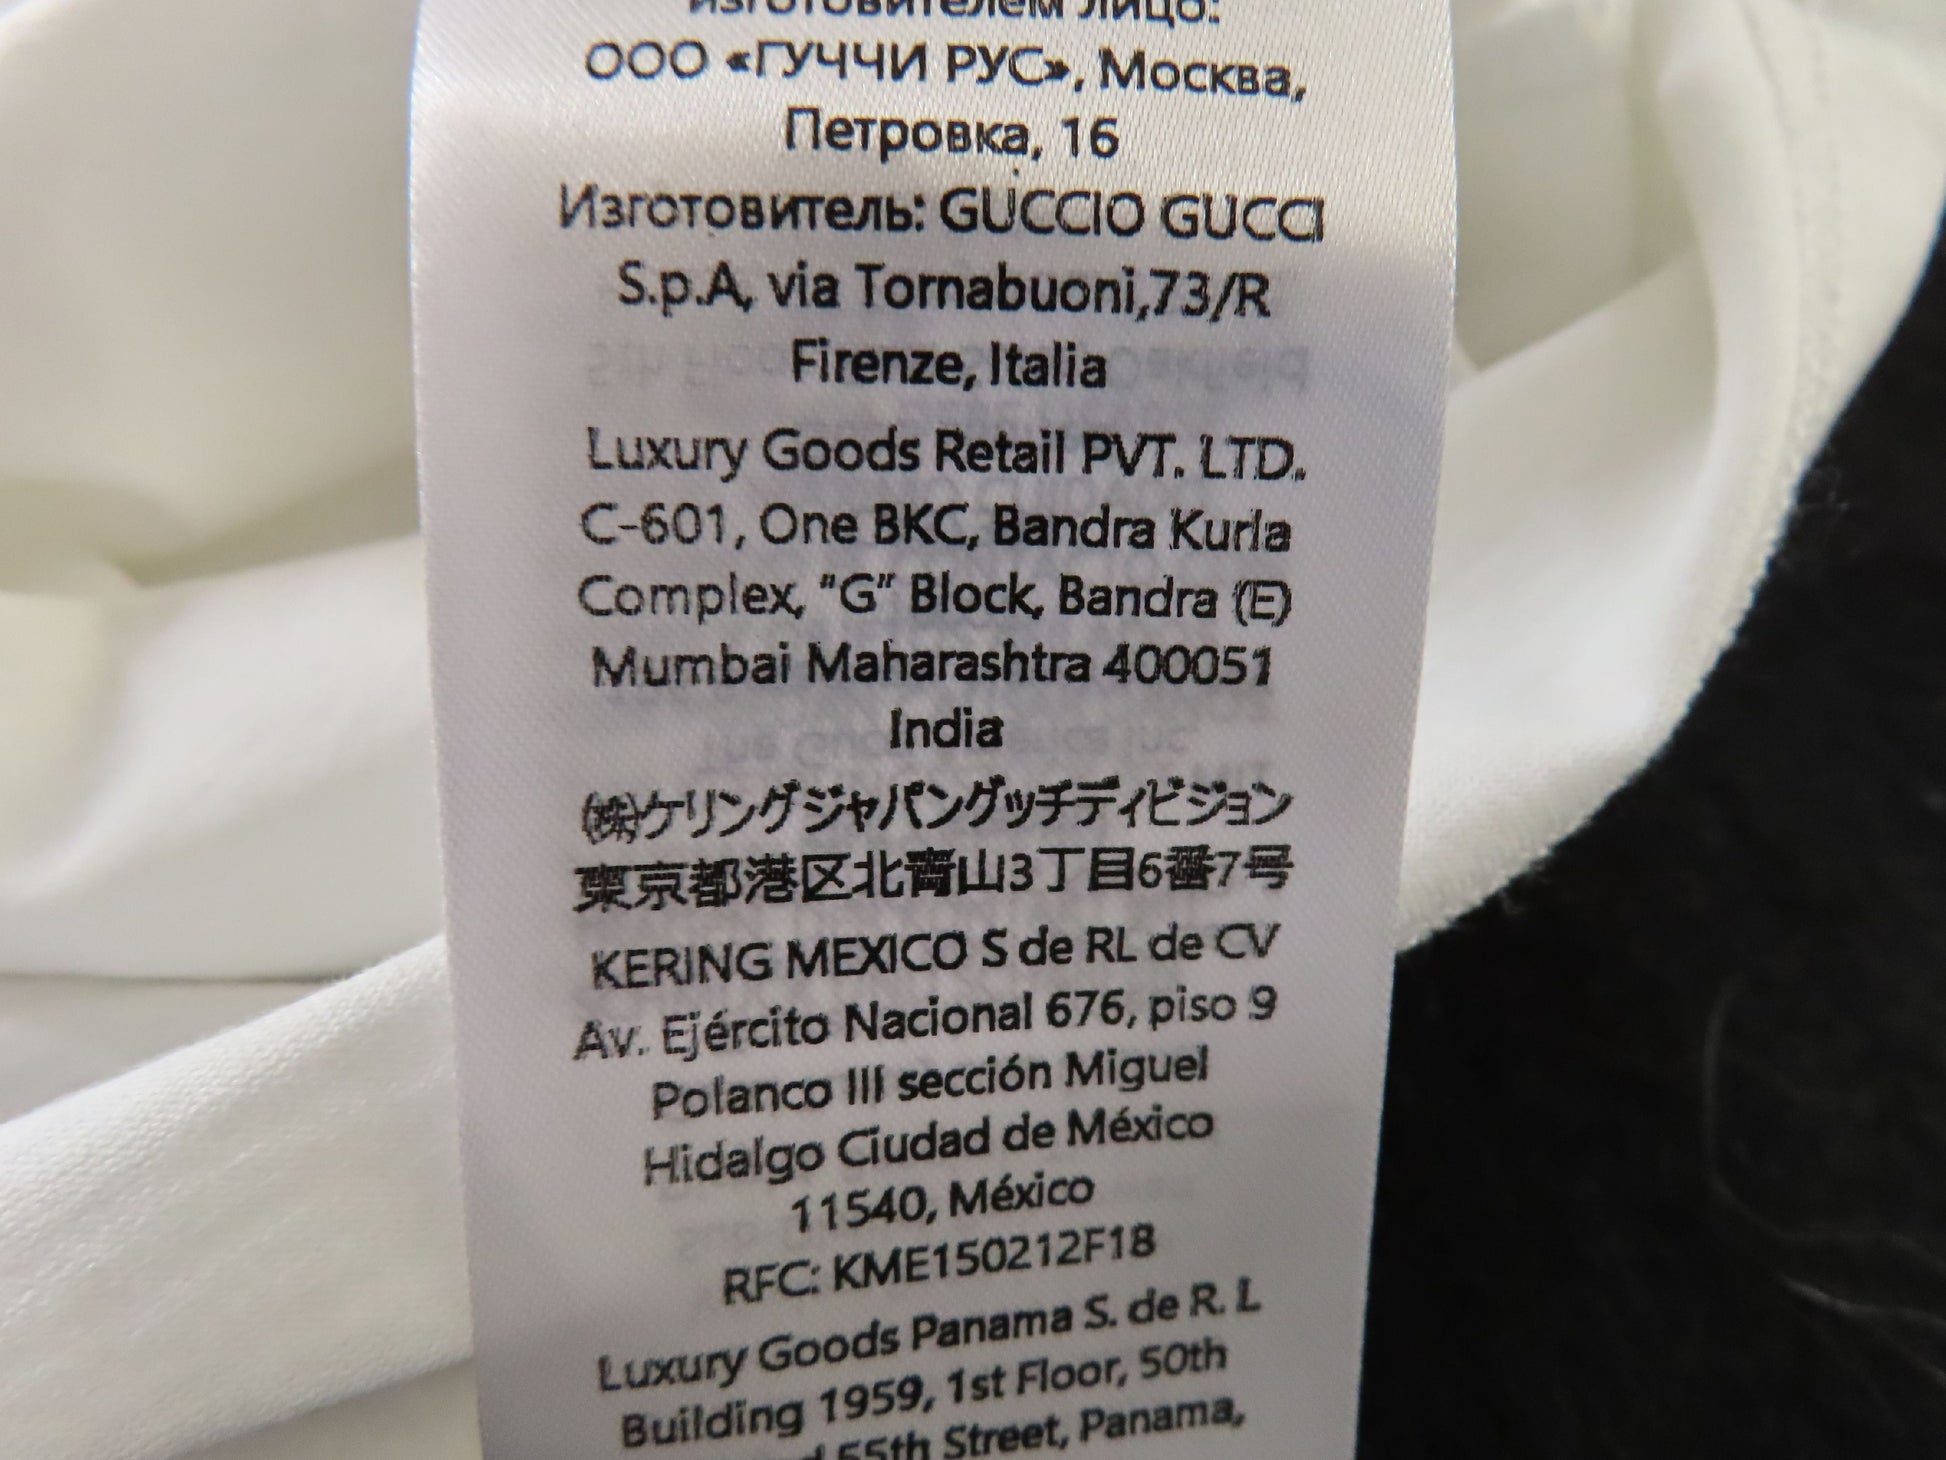 изготовителем лицо:
ООО «ГУЧЧИ РУС», Москва,
Петровка, 16
Изготовитель: GUCCIO GUCCI
S.p.A, via Tornabuoni,73/R
Firenze, Italia
Luxury Goods Retail PVT. LTD.
C-601, One BKC, Bandra Kurla
Complex, "G" Block, Bandra (E)
Mumbai Maharashtra 400051
India
㈱ケリングジャパングッチディビジョン
東京都港区北青山3丁目6番7号
KERING MEXICO S de RL de CV
Av. Ejército Nacional 676, piso 9
Polanco III sección Miguel
Hidalgo Ciudad de México
11540, México
RFC: KME150212F18
Luxury Goods Panama S. de R. L
Building 1959, 1st Floor, 50th
55th Street, Panama,